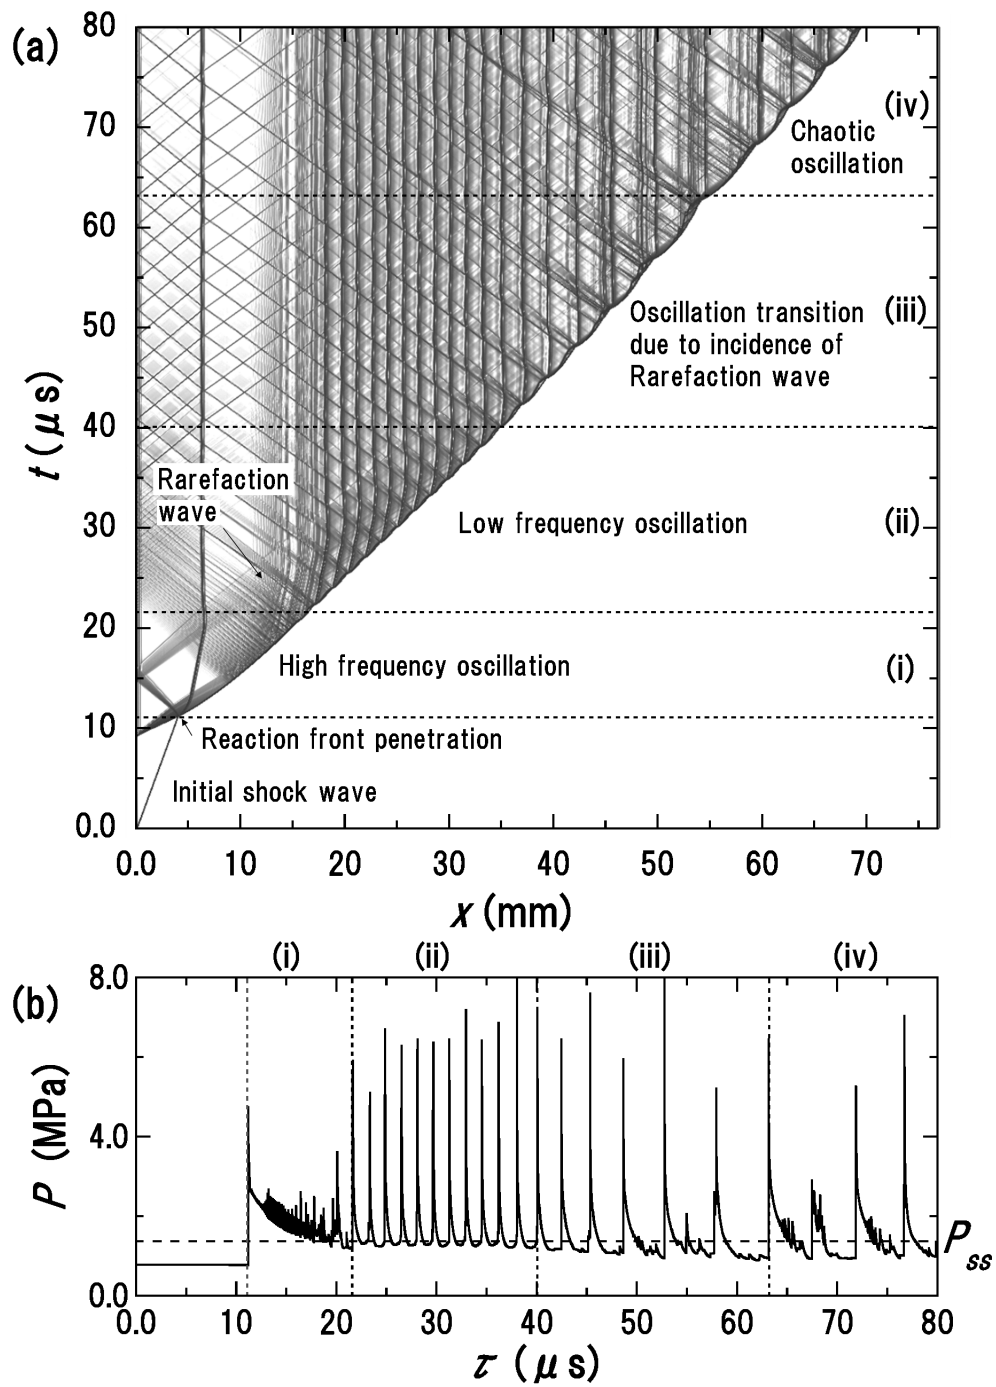 (a)
80
70
60
50
40
30
20
10
0.0
t (μs)
(iv)
Chaotic
oscillation
Oscillation transition
due to incidence of
Rarefaction wave
(iii)
Rarefaction
wave
Low frequency oscillation
(ii)
High frequency oscillation
(i)
Reaction front penetration
Initial shock wave
0.0 10 20 30 40 50 60 70
x (mm)
(i) (ii) (iii) (iv)
(b)
8.0
4.0
0.0
P (MPa)
Pss
0.0 10 20 30 40 50 60 70 80
τ (μs)